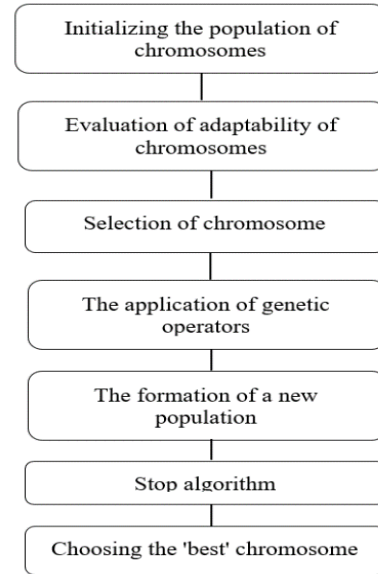 Initializing the population of
chromosomes
Evaluation of adaptability of
chromosomes
Selection of chromosome
The application of genetic
operators
The formation of a new
population
Stop algorithm
Choosing the 'best' chromosome